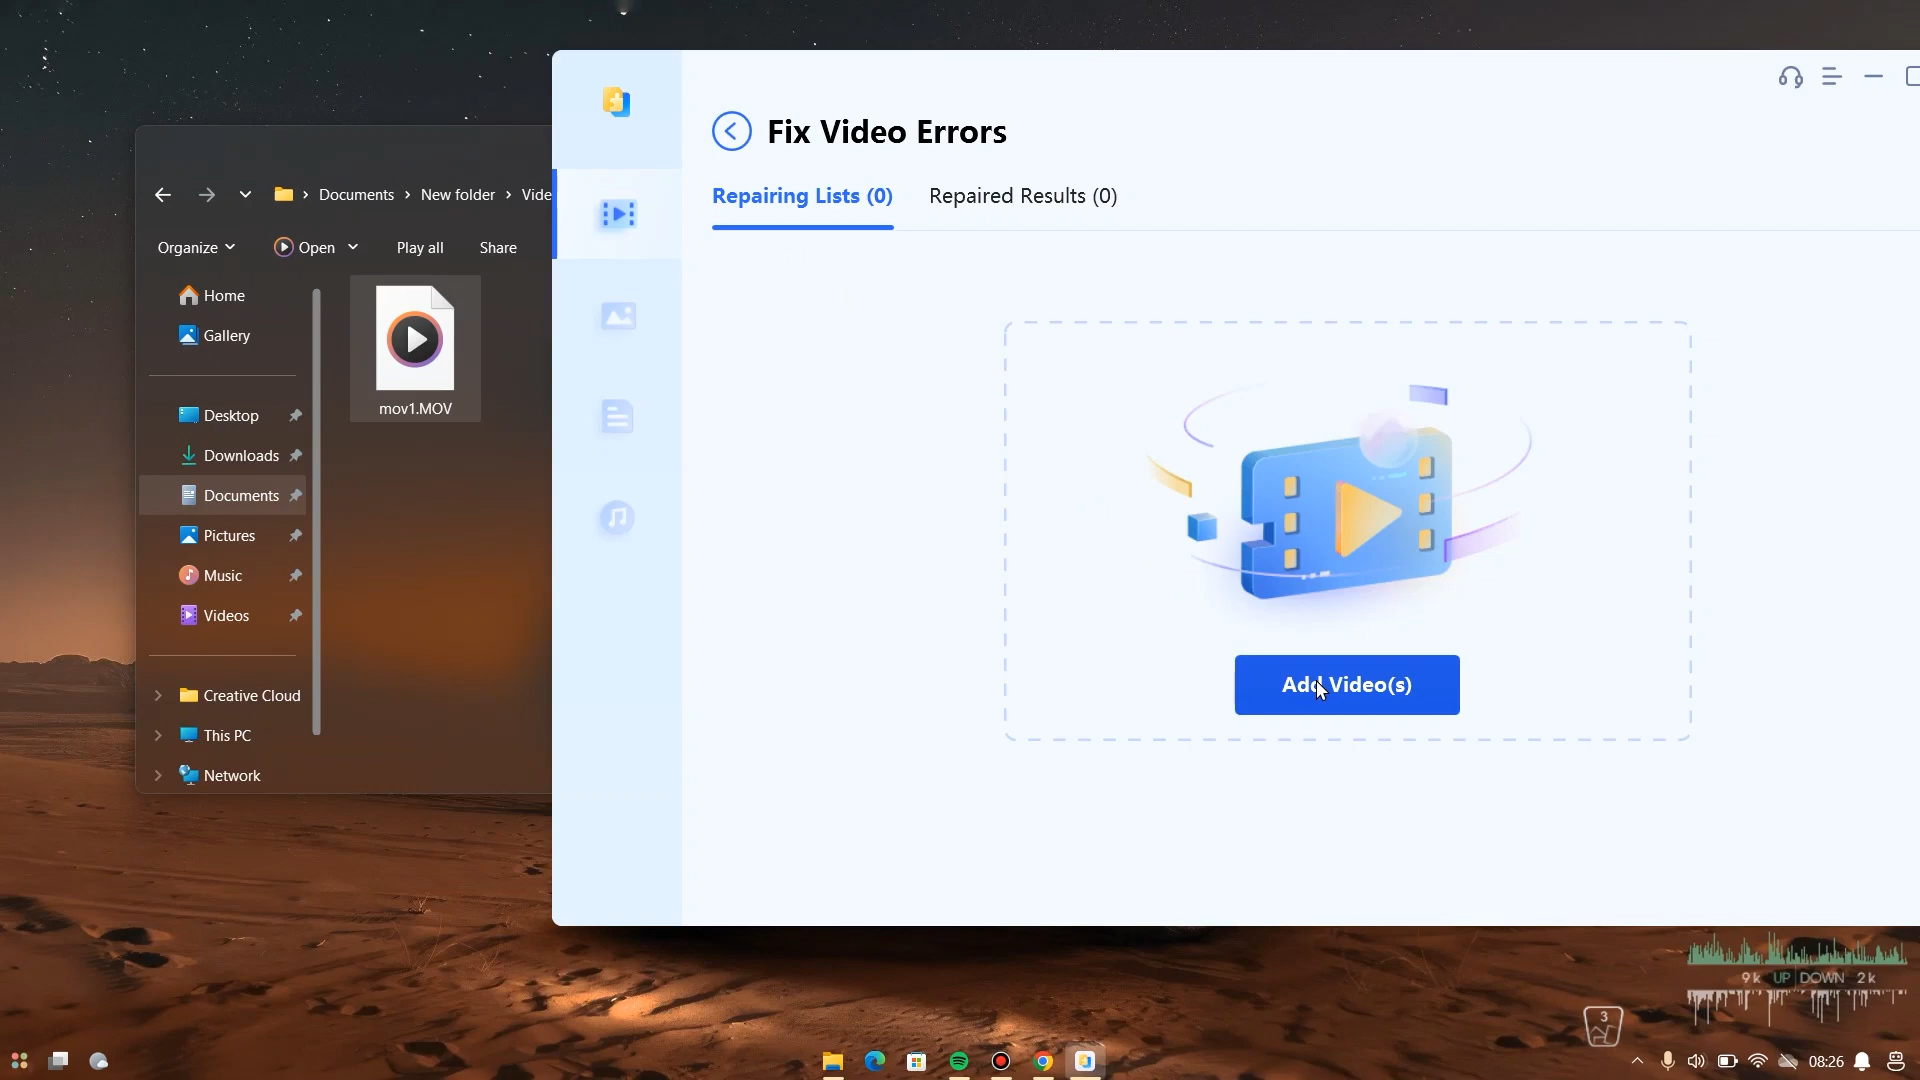 Fix Video Errors
Repairing Lists (0)
Repaired Results (0)
Add Video(s)
Documents
New folder
Vide
Organize
Open
Play all
Share
Home
Gallery
Desktop
Downloads
Documents
Pictures
Music
Videos
Creative Cloud
This PC
Network
mov1.MOV
9k UP DOWN 2k
3
08:26